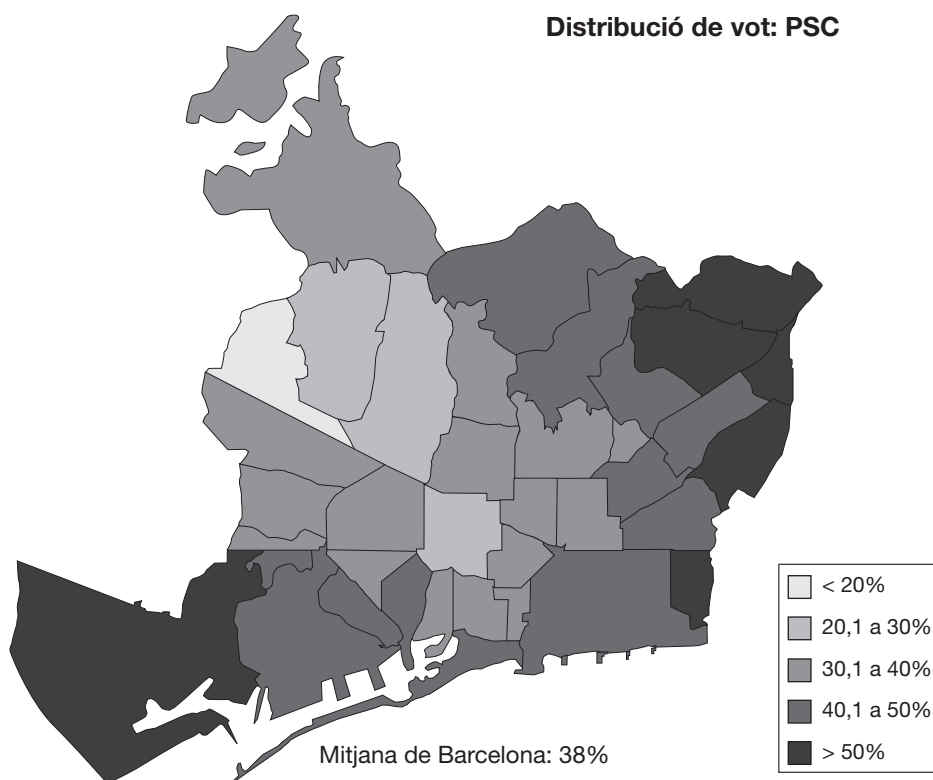 Distribució de vot: PSC
< 20%
20,1 a 30%
30,1 a 40%
40,1 a 50%
> 50%
Mitjana de Barcelona: 38%